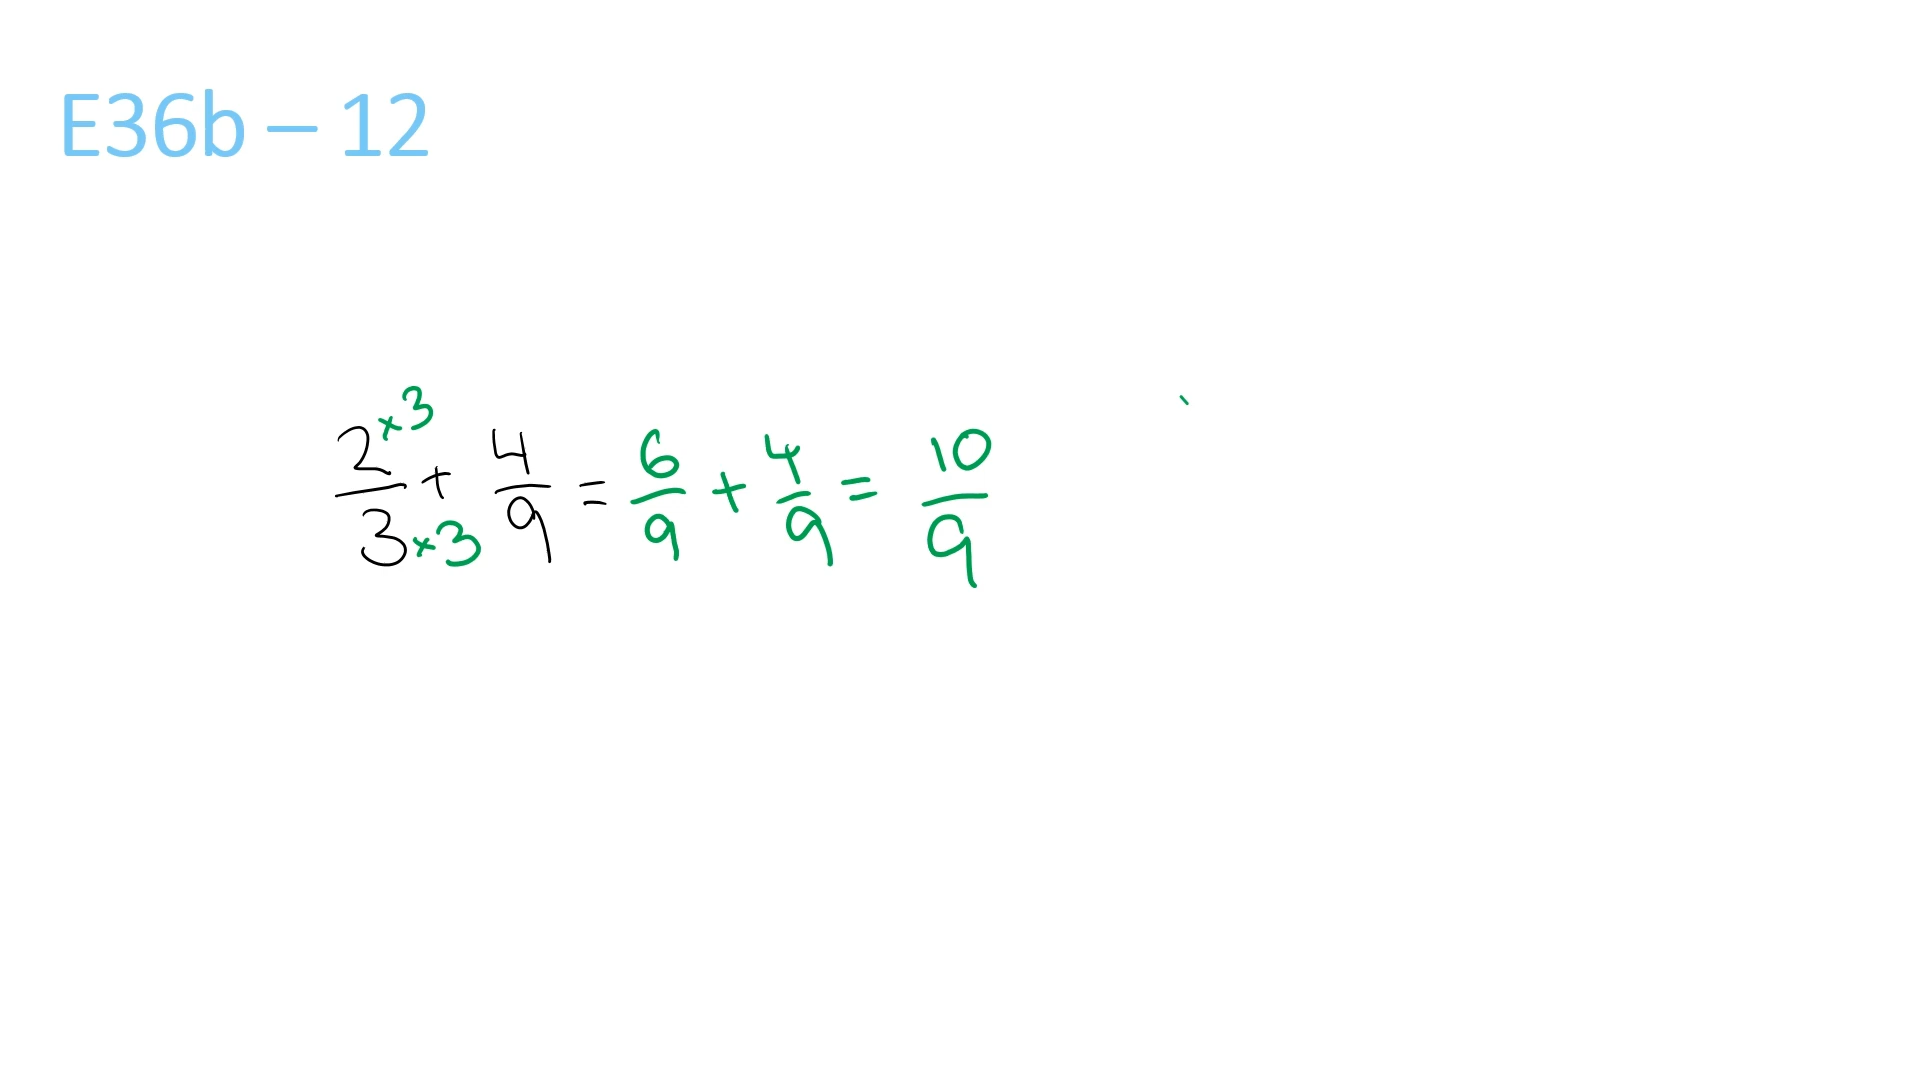 E36b – 12
2×3/3×3 + 4/9 = 6/9 + 4/9 = 10/9